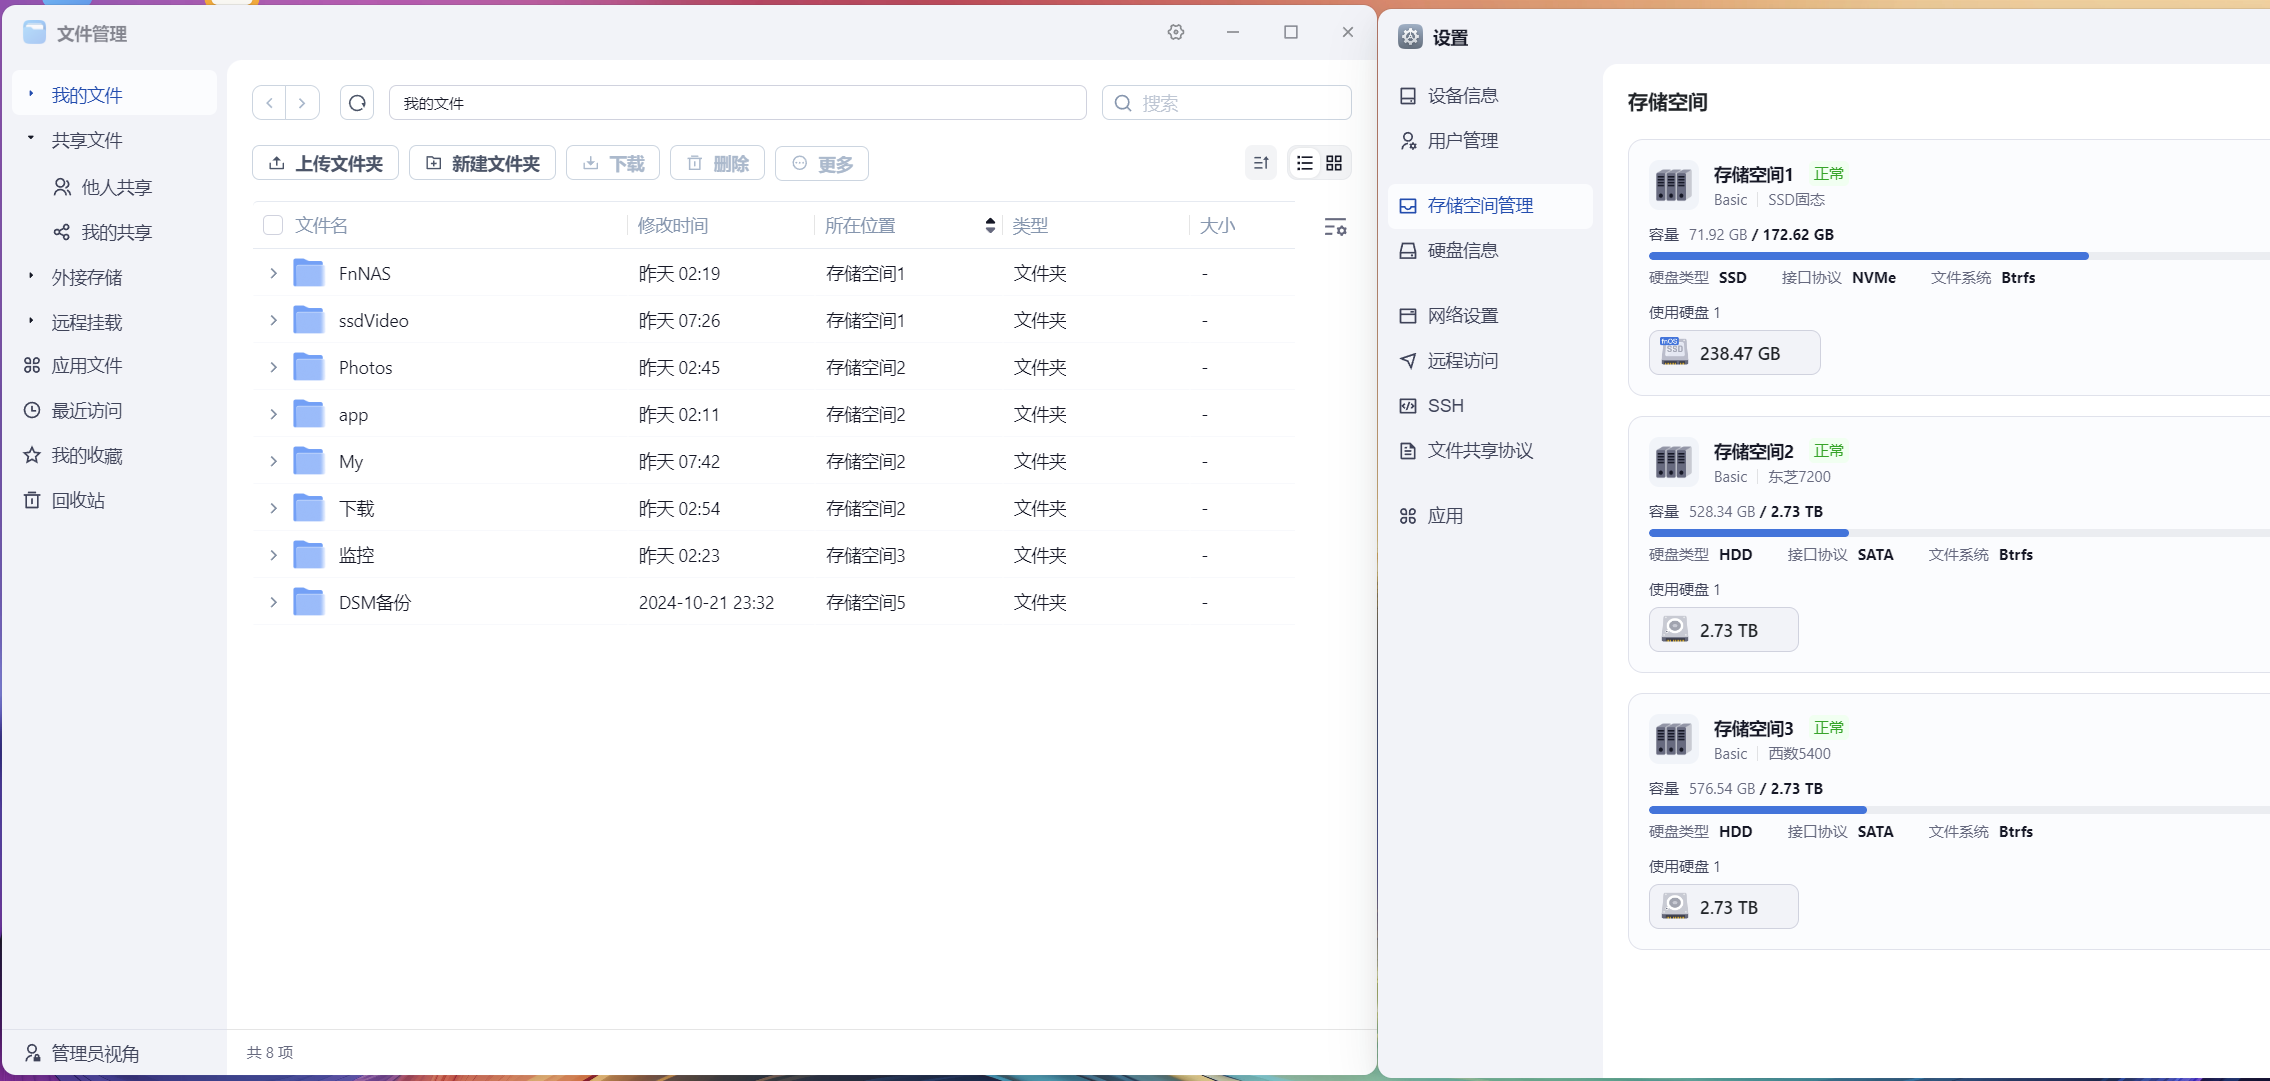 文件管理
我的文件
共享文件
他人共享
我的共享
外接存储
远程挂载
应用文件
最近访问
我的收藏
回收站
管理员视角
我的文件
搜索
上传文件夹 新建文件夹 下载 删除 更多
文件名 修改时间 所在位置 类型 大小
FnNAS 昨天 02:19 存储空间1 文件夹 -
ssdVideo 昨天 07:26 存储空间1 文件夹 -
Photos 昨天 02:45 存储空间2 文件夹 -
app 昨天 02:11 存储空间2 文件夹 -
My 昨天 07:42 存储空间2 文件夹 -
下载 昨天 02:54 存储空间2 文件夹 -
监控 昨天 02:23 存储空间3 文件夹 -
DSM备份 2024-10-21 23:32 存储空间5 文件夹 -
共 8 项
设置
设备信息
用户管理
存储空间管理
硬盘信息
网络设置
远程访问
SSH
文件共享协议
应用
存储空间
存储空间1 正常
Basic SSD固态
容量 71.92 GB / 172.62 GB
硬盘类型 SSD 接口协议 NVMe 文件系统 Btrfs
使用硬盘 1
fnOS
SSD
238.47 GB
存储空间2 正常
Basic 东芝7200
容量 528.34 GB / 2.73 TB
硬盘类型 HDD 接口协议 SATA 文件系统 Btrfs
使用硬盘 1
2.73 TB
存储空间3 正常
Basic 西数5400
容量 576.54 GB / 2.73 TB
硬盘类型 HDD 接口协议 SATA 文件系统 Btrfs
使用硬盘 1
2.73 TB